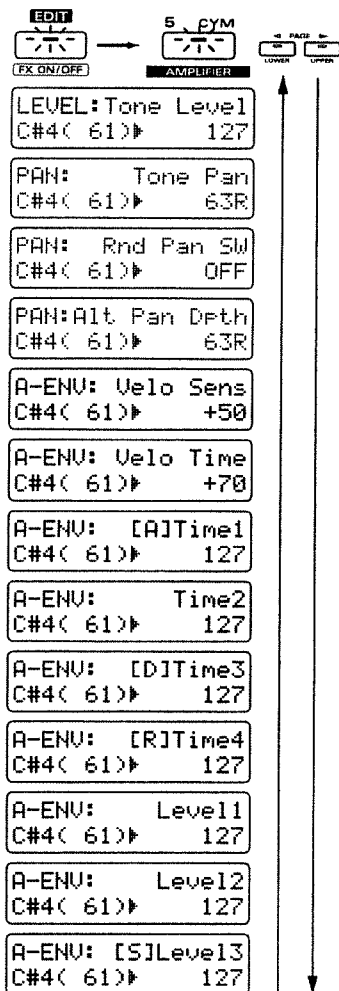 EDIT
5 CYM
◄ PAGE ►
FX ON/OFF
AMPLIFIER
LOWER UPPER
LEVEL:Tone Level
C#4( 61)▶ 127
PAN: Tone Pan
C#4( 61)▶ 63R
PAN: Rnd Pan SW
C#4( 61)▶ OFF
PAN:Alt Pan Dpth
C#4( 61)▶ 63R
A-ENV: Velo Sens
C#4( 61)▶ +50
A-ENV: Velo Time
C#4( 61)▶ +70
A-ENV: [A]Time1
C#4( 61)▶ 127
A-ENV: Time2
C#4( 61)▶ 127
A-ENV: [D]Time3
C#4( 61)▶ 127
A-ENV: [R]Time4
C#4( 61)▶ 127
A-ENV: Level1
C#4( 61)▶ 127
A-ENV: Level2
C#4( 61)▶ 127
A-ENV: [S]Level3
C#4( 61)▶ 127